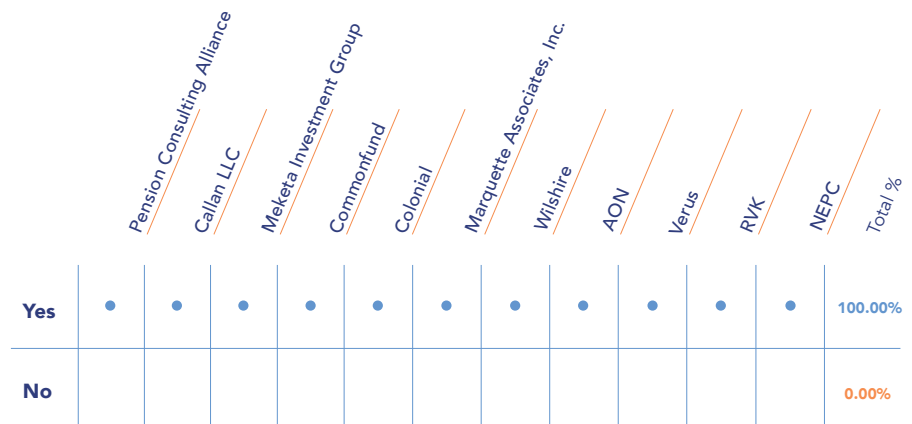 Pension Consulting Alliance
Callan LLC
Meketa Investment Group
Commonfund
Colonial
Marquette Associates, Inc.
Wilshire
AON
Verus
RVK
NEPC
Total %
Yes
100.00%
No
0.00%